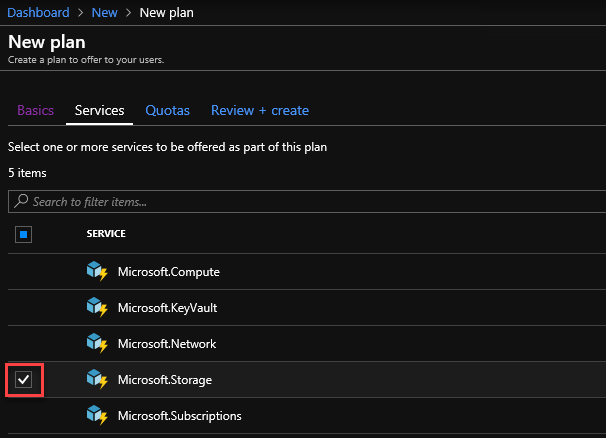 Dashboard > New > New plan
New plan
Create a plan to offer to your users.
Basics Services Quotas Review + create
Select one or more services to be offered as part of this plan
5 items
Search to filter items...
SERVICE
Microsoft.Compute
Microsoft.KeyVault
Microsoft.Network
Microsoft.Storage
Microsoft.Subscriptions